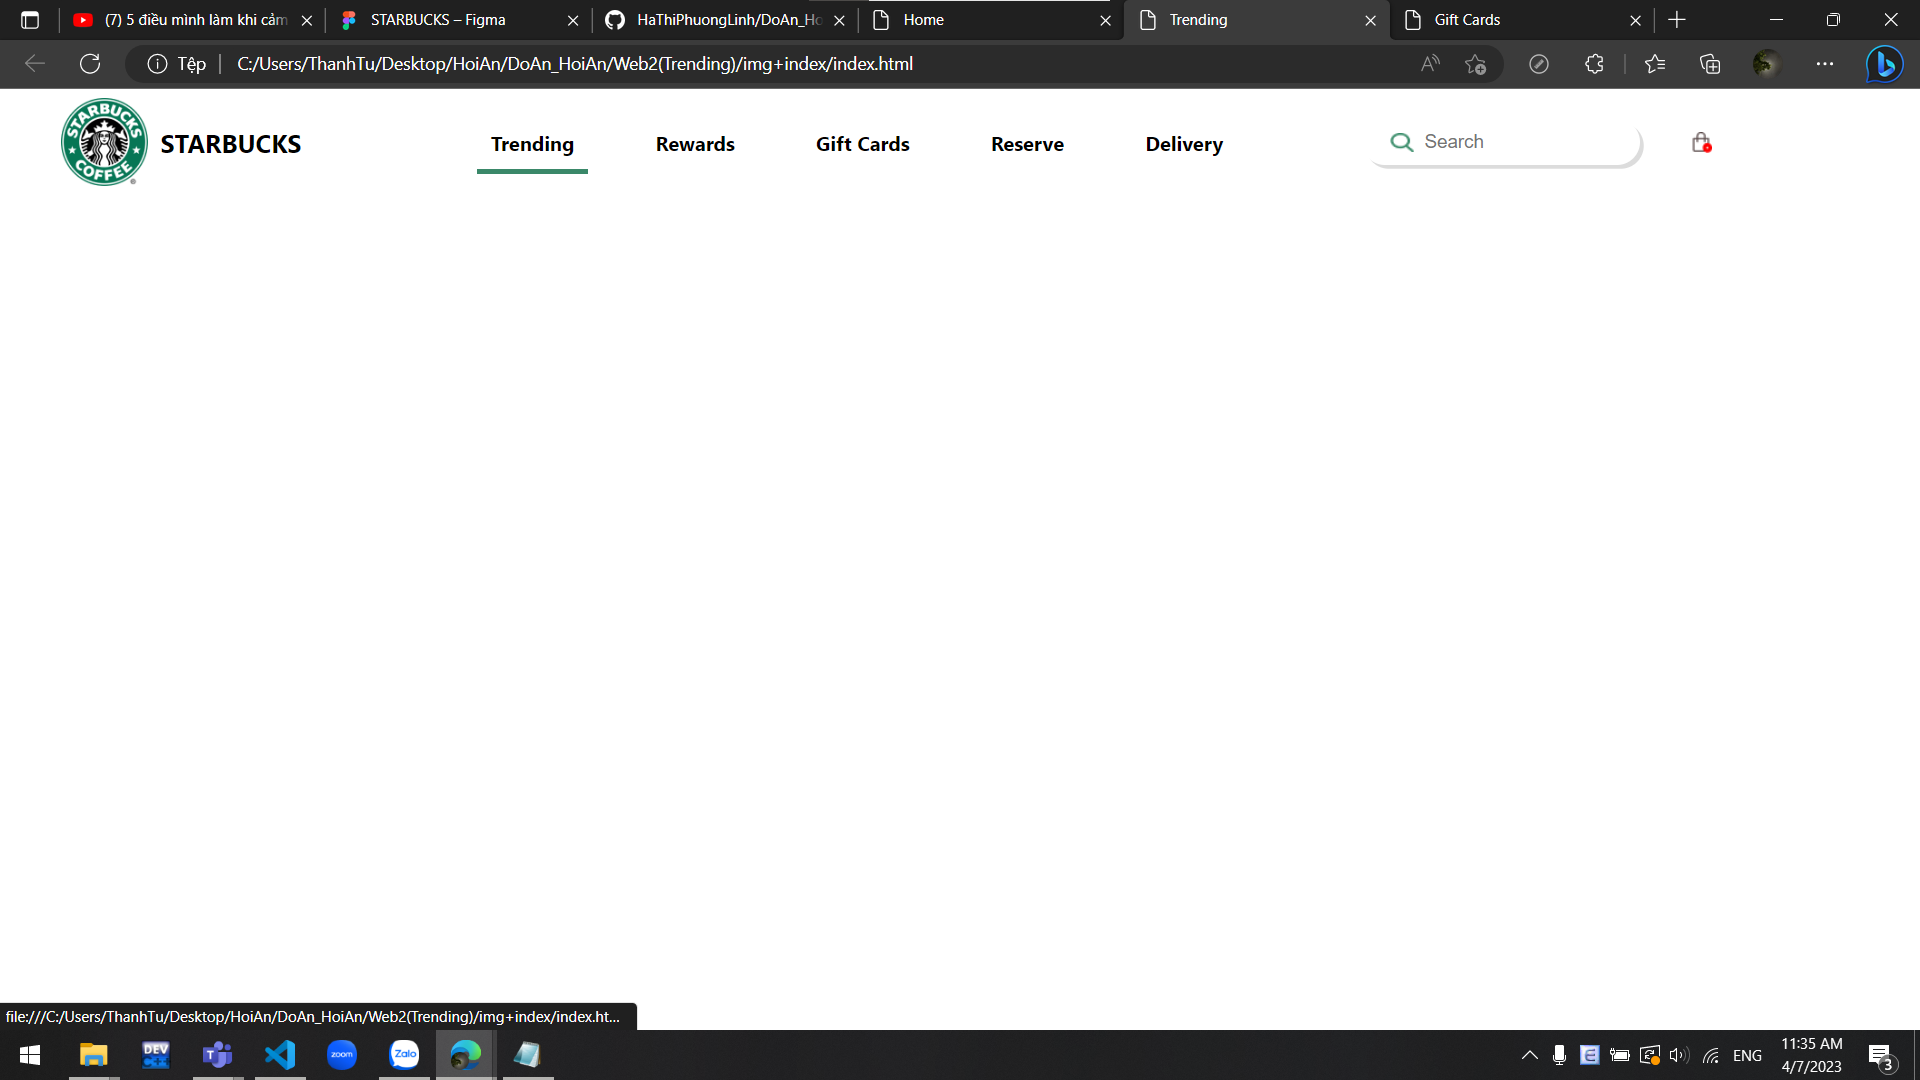 (7) 5 điều mình làm khi cảm
STARBUCKS – Figma
HaThiPhuongLinh/DoAn_Ho
Home
Trending
Gift Cards
Tệp
C:/Users/ThanhTu/Desktop/HoiAn/DoAn_HoiAn/Web2(Trending)/img+index/index.html
STARBUCKS
COFFEE
STARBUCKS
Trending
Rewards
Gift Cards
Reserve
Delivery
Search
file:///C:/Users/ThanhTu/Desktop/HoiAn/DoAn_HoiAn/Web2(Trending)/img+index/index.ht...
DEV
C++
T
zoom
Zalo
E
ENG
11:35 AM
4/7/2023
3